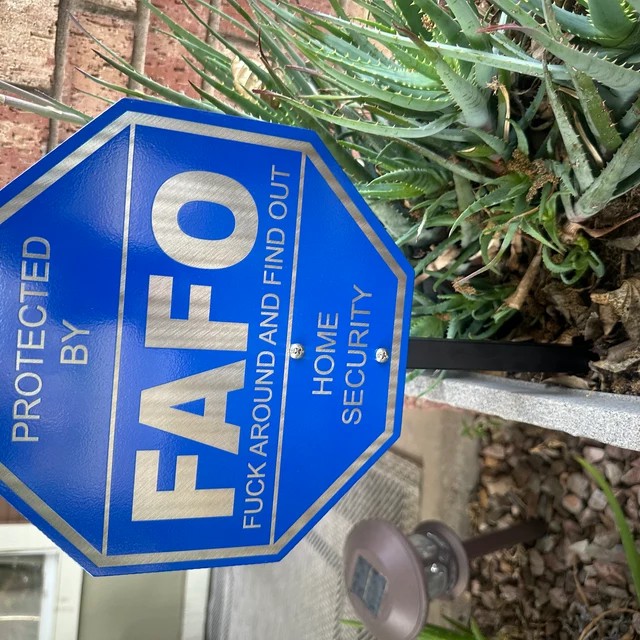 PROTECTED
BY
FAFO
FUCK AROUND AND FIND OUT
HOME
SECURITY